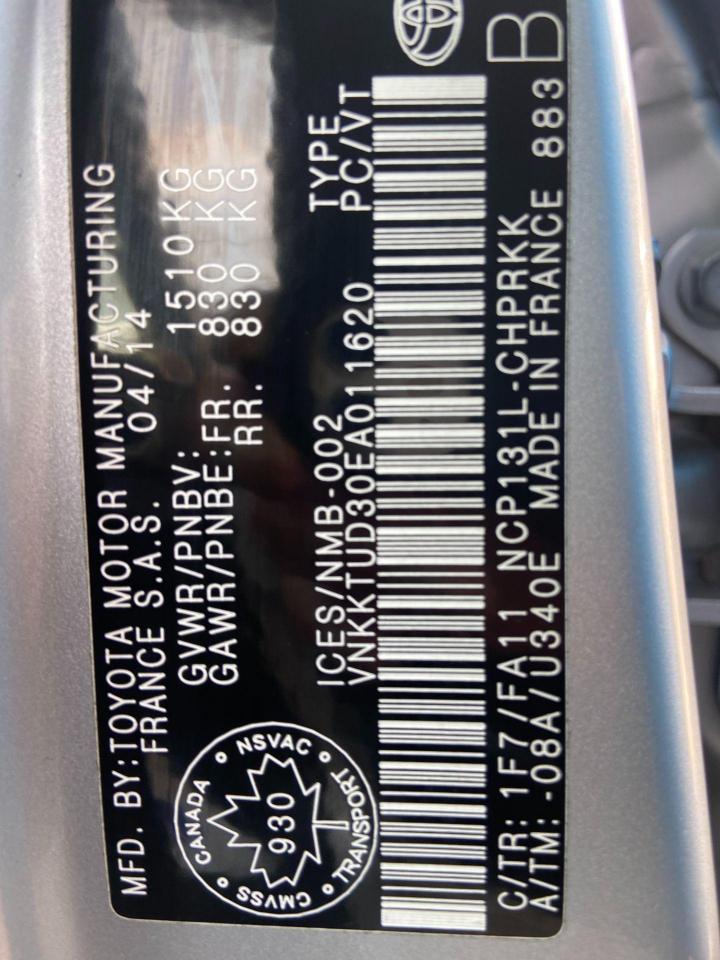 MFD. BY:TOYOTA MOTOR MANUFACTURING
FRANCE S.A.S. 04/14
GVWR/PNBV: 1510KG
GAWR/PNBE:FR. 830 KG
RR. 830 KG
CANADA NSVAC TRANSPORT CMVSS
930
ICES/NMB-002 TYPE
VNKKTUD30EA011620 PC/VT
C/TR: 1F7/FA11 NCP131L-CHPRKK
A/TM: -08A/U340E MADE IN FRANCE 883
B